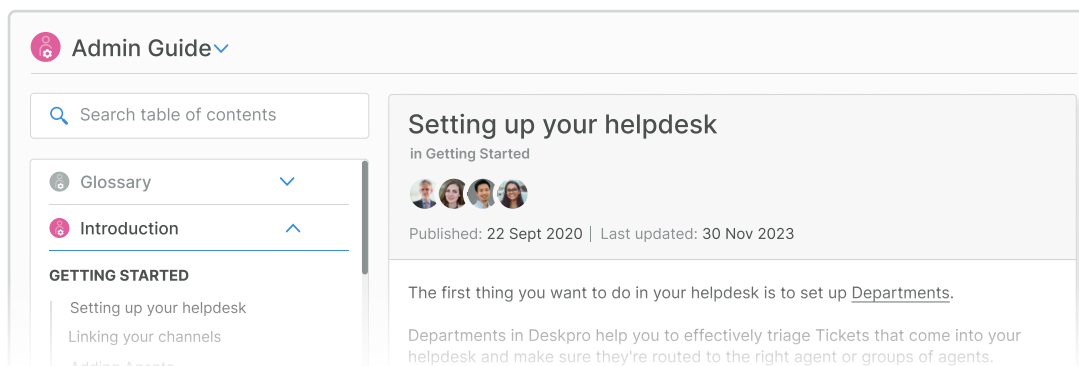 Admin Guide
Search table of contents
Glossary
Introduction
GETTING STARTED
Setting up your helpdesk
Linking your channels
Adding Agents
Setting up your helpdesk
in Getting Started
Published: 22 Sept 2020 | Last updated: 30 Nov 2023
The first thing you want to do in your helpdesk is to set up Departments.
Departments in Deskpro help you to effectively triage Tickets that come into your
helpdesk and make sure they're routed to the right agent or groups of agents.